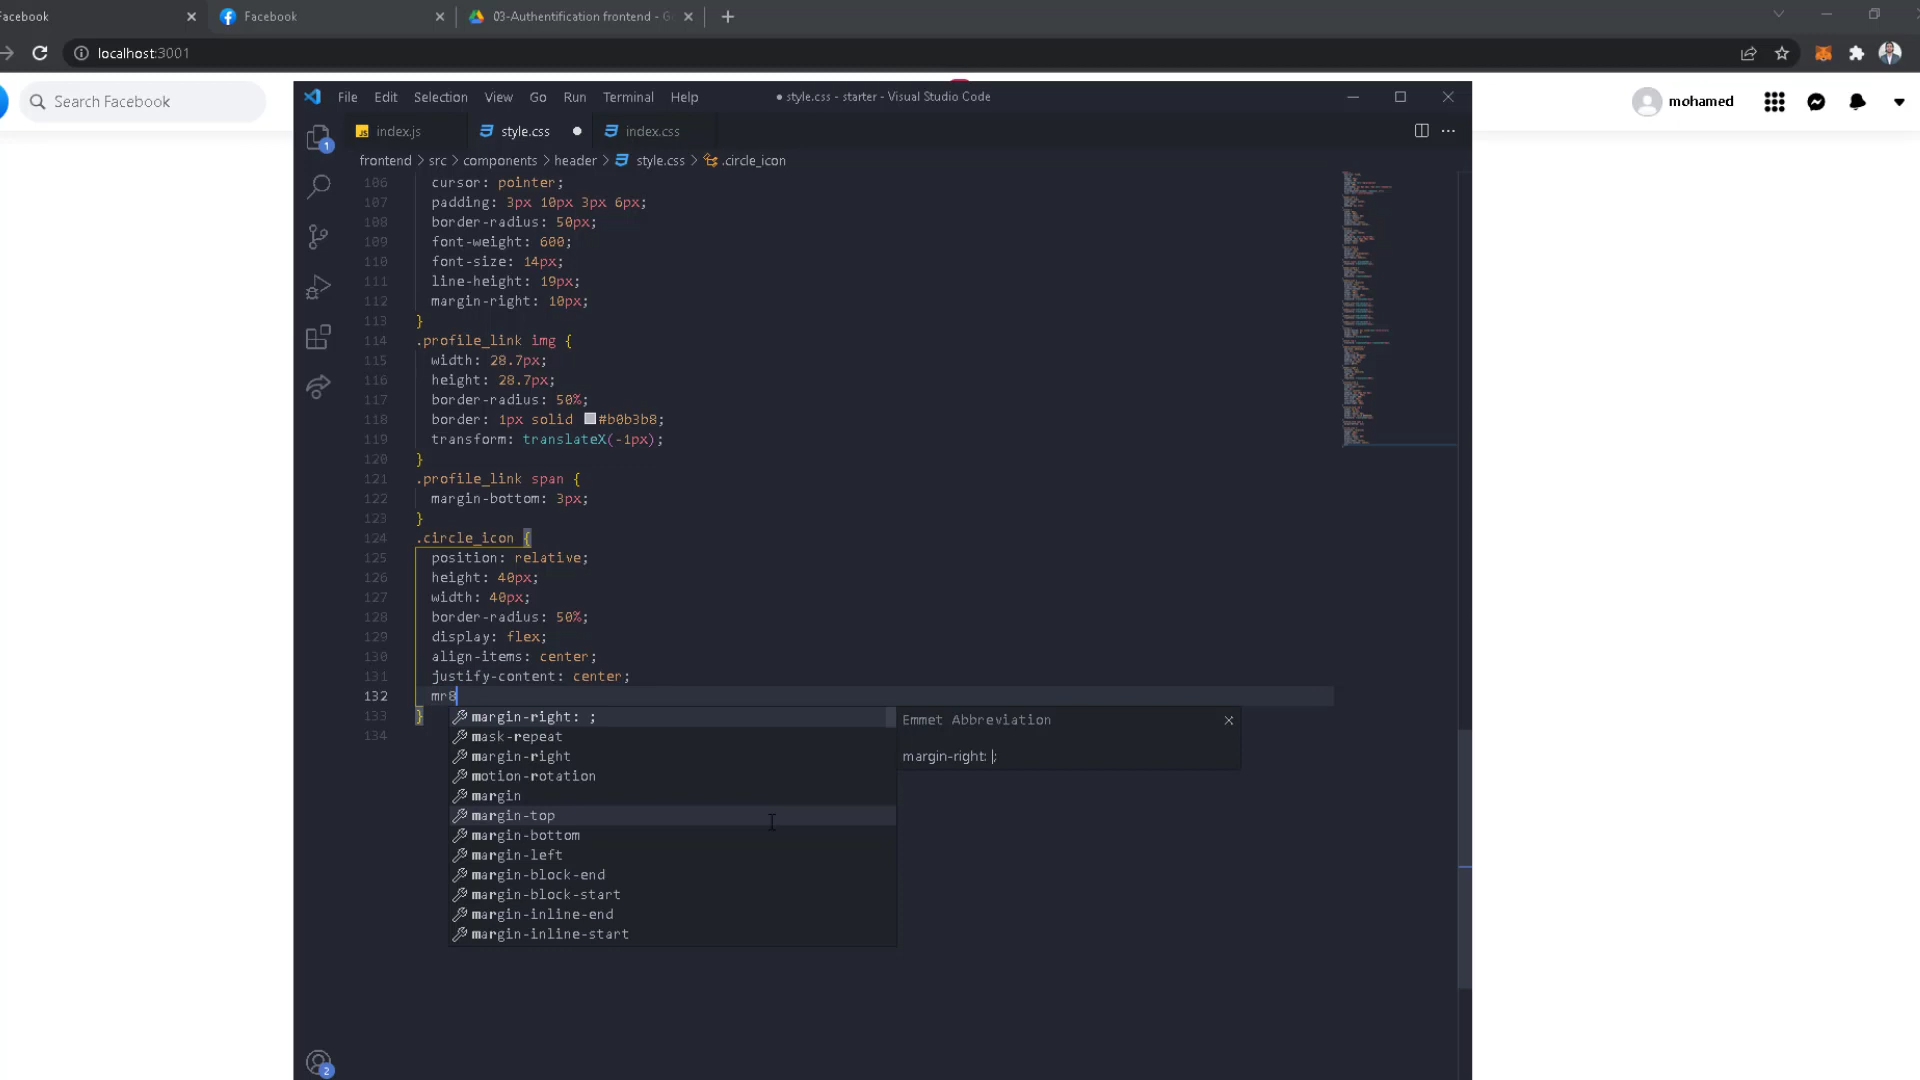 Facebook
Facebook
03-Authentification frontend - G
localhost:3001
Search Facebook
mohamed
File Edit Selection View Go Run Terminal Help
● style.css - starter - Visual Studio Code
1
JS index.js
style.css
index.css
frontend > src > components > header > style.css > .circle_icon
106 cursor: pointer;
107 padding: 3px 10px 3px 6px;
108 border-radius: 50px;
109 font-weight: 600;
110 font-size: 14px;
111 line-height: 19px;
112 margin-right: 10px;
113 }
114 .profile_link img {
115 width: 28.7px;
116 height: 28.7px;
117 border-radius: 50%;
118 border: 1px solid #b0b3b8;
119 transform: translateX(-1px);
120 }
121 .profile_link span {
122 margin-bottom: 3px;
123 }
124 .circle_icon {
125 position: relative;
126 height: 40px;
127 width: 40px;
128 border-radius: 50%;
129 display: flex;
130 align-items: center;
131 justify-content: center;
132 mr8
133 }
134
margin-right: ;
mask-repeat
margin-right
motion-rotation
margin
margin-top
margin-bottom
margin-left
margin-block-end
margin-block-start
margin-inline-end
margin-inline-start
Emmet Abbreviation
margin-right: |;
2